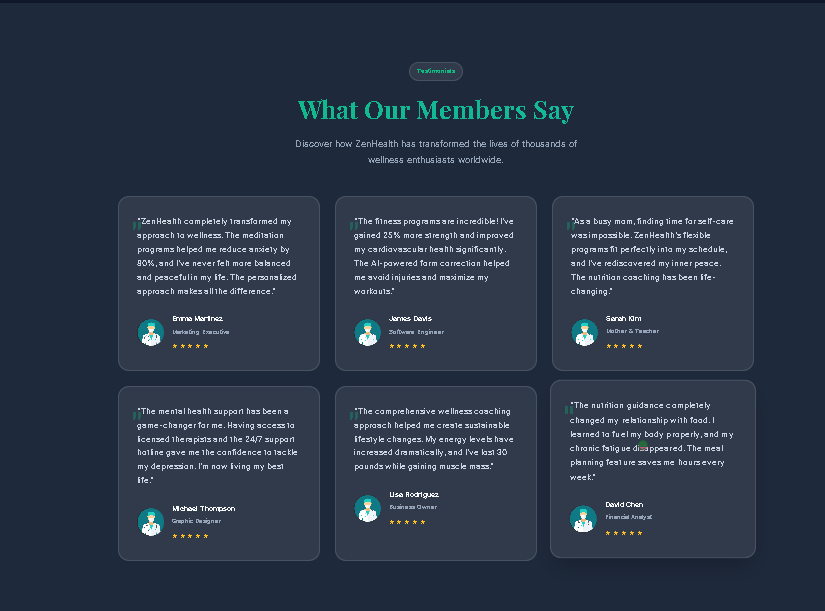 Testimonials
What Our Members Say
Discover how ZenHealth has transformed the lives of thousands of
wellness enthusiasts worldwide.
"ZenHealth completely transformed my
approach to wellness. The meditation
programs helped me reduce anxiety by
80%, and I've never felt more balanced
and peaceful in my life. The personalized
approach makes all the difference."
Emma Martinez
Marketing Executive
"The fitness programs are incredible! I've
gained 25% more strength and improved
my cardiovascular health significantly.
The AI-powered form correction helped
me avoid injuries and maximize my
workouts."
James Davis
Software Engineer
"As a busy mom, finding time for self-care
was impossible. ZenHealth's flexible
programs fit perfectly into my schedule,
and I've rediscovered my inner peace.
The nutrition coaching has been life-
changing."
Sarah Kim
Mother & Teacher
"The mental health support has been a
game-changer for me. Having access to
licensed therapists and the 24/7 support
hotline gave me the confidence to tackle
my depression. I'm now living my best
life."
Michael Thompson
Graphic Designer
"The comprehensive wellness coaching
approach helped me create sustainable
lifestyle changes. My energy levels have
increased dramatically, and I've lost 30
pounds while gaining muscle mass."
Lisa Rodriguez
Business Owner
"The nutrition guidance completely
changed my relationship with food. I
learned to fuel my body properly, and my
chronic fatigue disappeared. The meal
planning feature saves me hours every
week."
David Chen
Financial Analyst